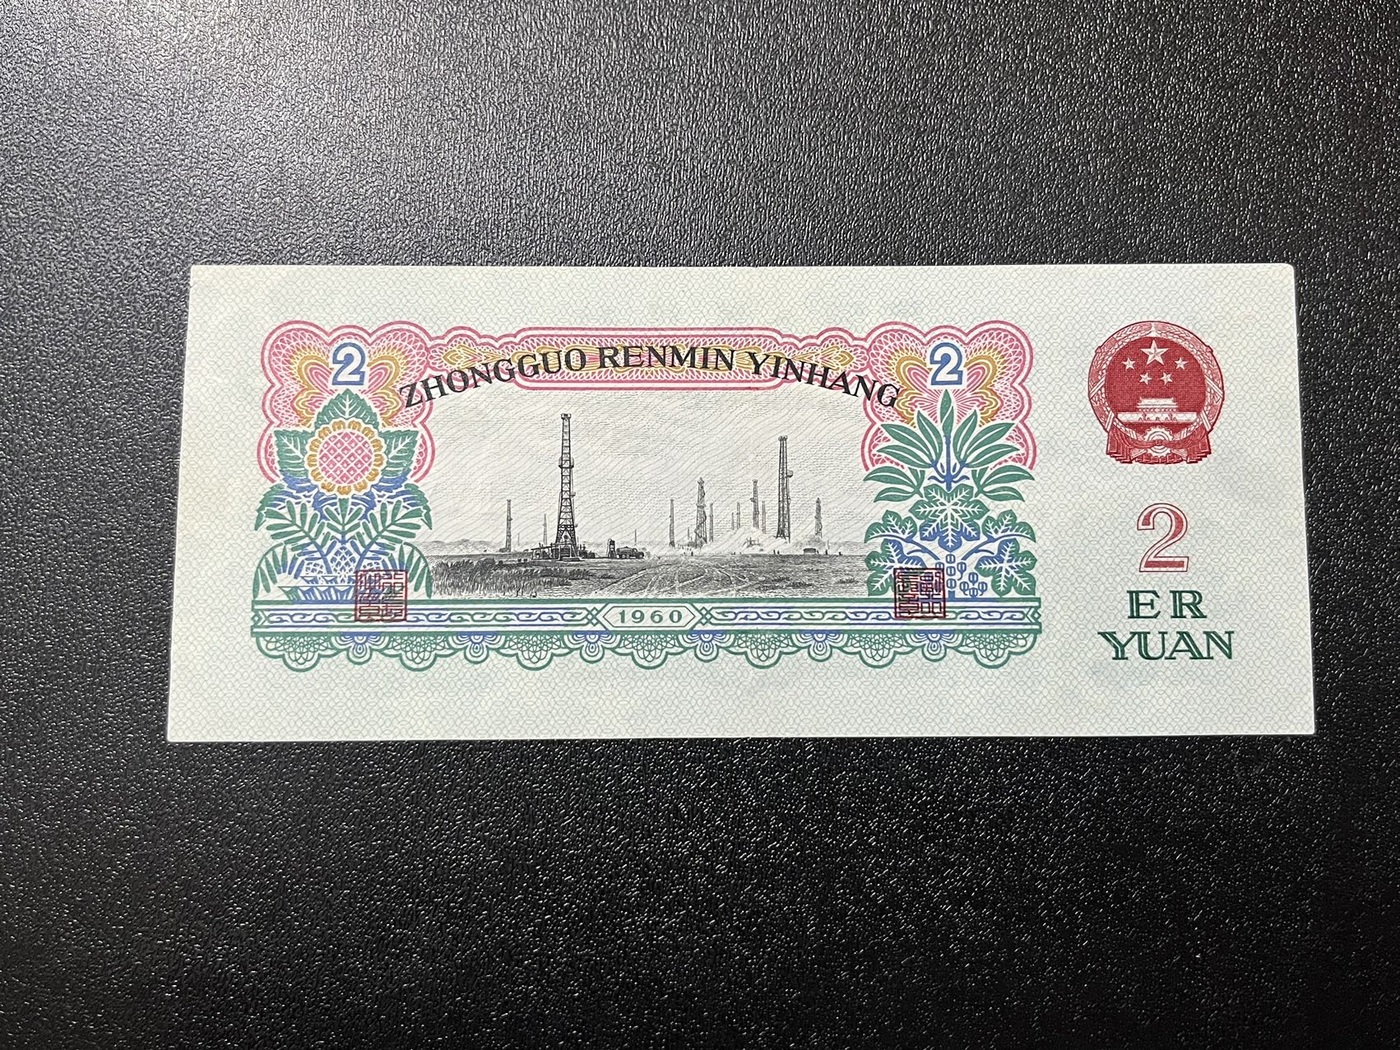 2
ZHONGGUO RENMIN YINHANG
2
1960
2
ER
YUAN